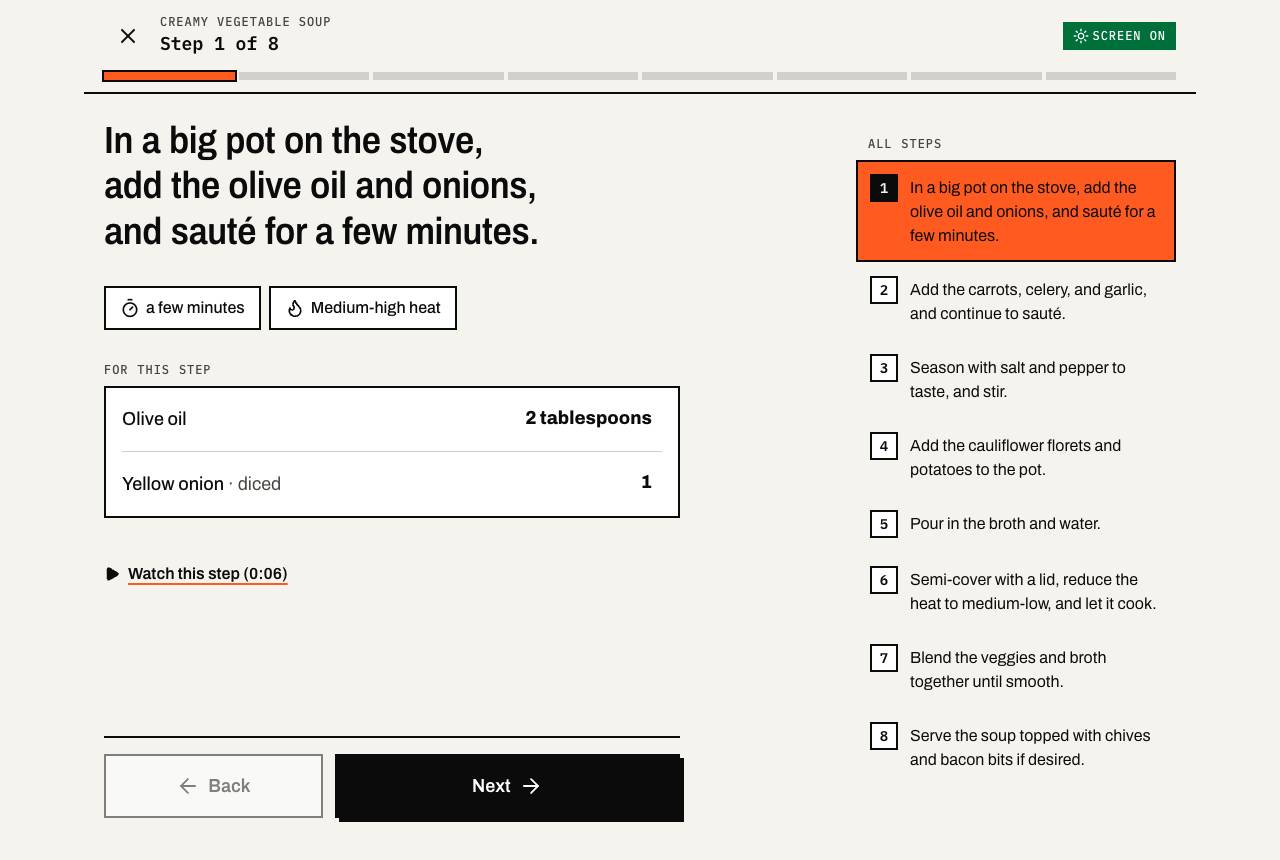 CREAMY VEGETABLE SOUP
Step 1 of 8
SCREEN ON
In a big pot on the stove,
add the olive oil and onions,
and sauté for a few minutes.
a few minutes
Medium-high heat
FOR THIS STEP
Olive oil 2 tablespoons
Yellow onion · diced 1
Watch this step (0:06)
Back
Next
ALL STEPS
1 In a big pot on the stove, add the
olive oil and onions, and sauté for a
few minutes.
2 Add the carrots, celery, and garlic,
and continue to sauté.
3 Season with salt and pepper to
taste, and stir.
4 Add the cauliflower florets and
potatoes to the pot.
5 Pour in the broth and water.
6 Semi-cover with a lid, reduce the
heat to medium-low, and let it cook.
7 Blend the veggies and broth
together until smooth.
8 Serve the soup topped with chives
and bacon bits if desired.